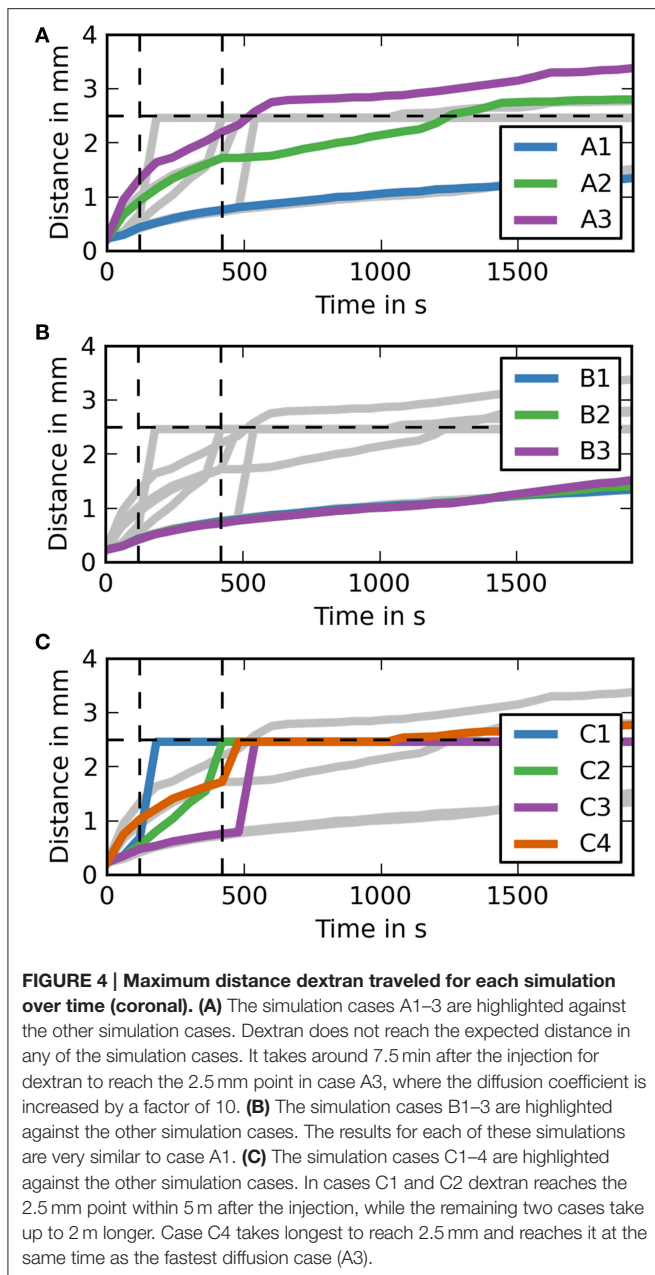 A
4
3
2
1
0
Distance in mm
A1
A2
A3
0
500
1000
1500
Time in s
B
4
3
2
1
0
Distance in mm
B1
B2
B3
0
500
1000
1500
Time in s
C
4
3
2
1
0
Distance in mm
C1
C2
C3
C4
0
500
1000
1500
Time in s
FIGURE 4 | Maximum distance dextran traveled for each simulation
over time (coronal). (A) The simulation cases A1–3 are highlighted against
the other simulation cases. Dextran does not reach the expected distance in
any of the simulation cases. It takes around 7.5 min after the injection for
dextran to reach the 2.5 mm point in case A3, where the diffusion coefficient is
increased by a factor of 10. (B) The simulation cases B1–3 are highlighted
against the other simulation cases. The results for each of these simulations
are very similar to case A1. (C) The simulation cases C1–4 are highlighted
against the other simulation cases. In cases C1 and C2 dextran reaches the
2.5 mm point within 5 m after the injection, while the remaining two cases take
up to 2 m longer. Case C4 takes longest to reach 2.5 mm and reaches it at the
same time as the fastest diffusion case (A3).